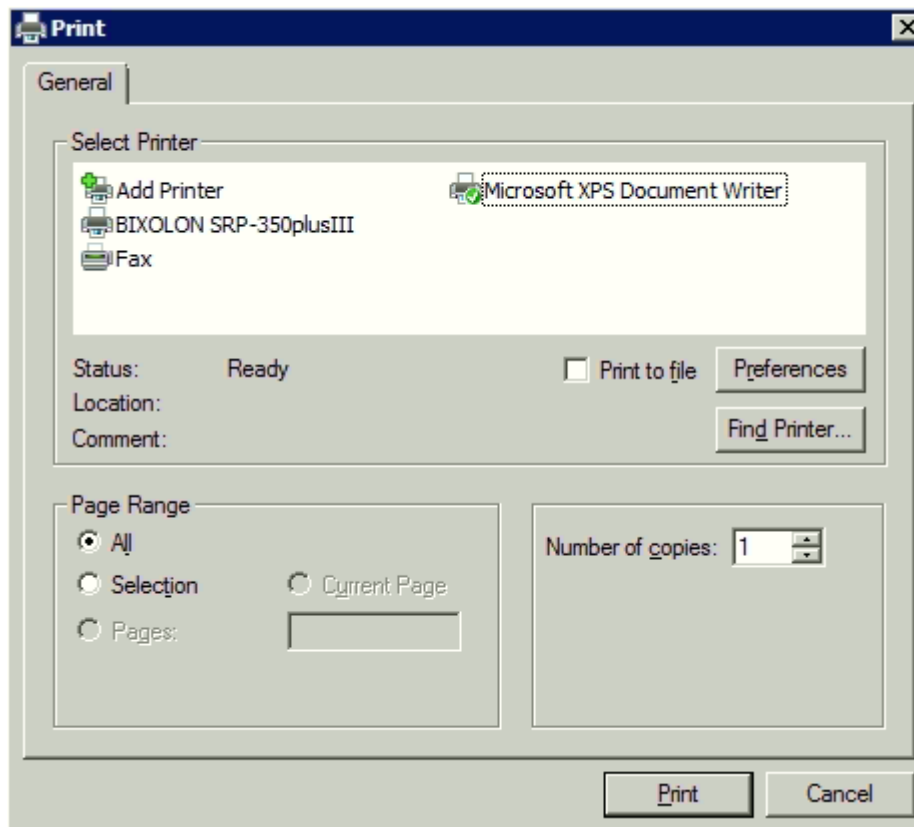 Print
General
Select Printer
Add Printer
Microsoft XPS Document Writer
BIXOLON SRP-350plusIII
Fax
Status: Ready
Print to file
Preferences
Location:
Comment:
Find Printer...
Page Range
All
Number of copies: 1
Selection
Current Page
Pages:
Print
Cancel